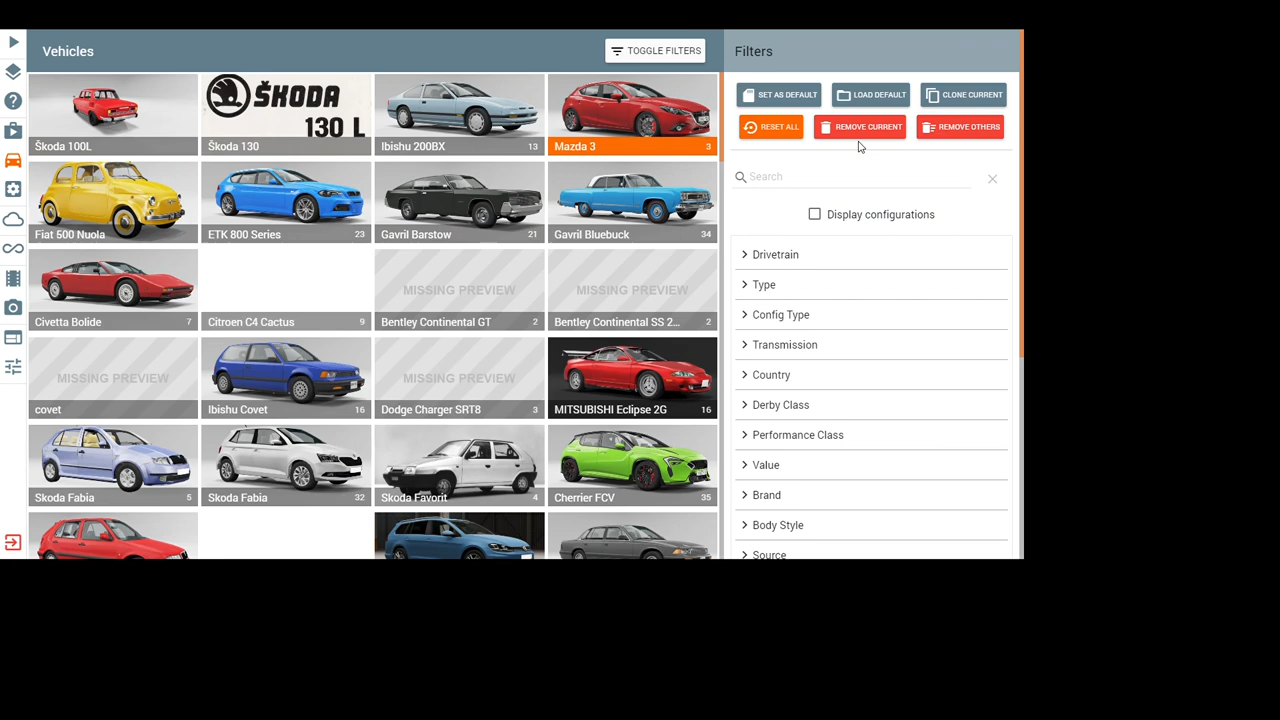 Vehicles
TOGGLE FILTERS
Škoda 100L
ŠKODA
130 L
Škoda 130
Ibishu 200BX 13
Mazda 3 3
Fiat 500 Nuola
ETK 800 Series 23
Gavril Barstow 21
Gavril Bluebuck 34
Civetta Bolide 7
Citroen C4 Cactus 9
MISSING PREVIEW
Bentley Continental GT 2
MISSING PREVIEW
Bentley Continental SS 2... 2
MISSING PREVIEW
covet
Ibishu Covet 16
MISSING PREVIEW
Dodge Charger SRT8 3
MITSUBISHI Eclipse 2G 16
Skoda Fabia 5
Skoda Fabia 32
Skoda Favorit 4
Cherrier FCV 35
Filters
SET AS DEFAULT
LOAD DEFAULT
CLONE CURRENT
RESET ALL
REMOVE CURRENT
REMOVE OTHERS
Search
Display configurations
Drivetrain
Type
Config Type
Transmission
Country
Derby Class
Performance Class
Value
Brand
Body Style
Source